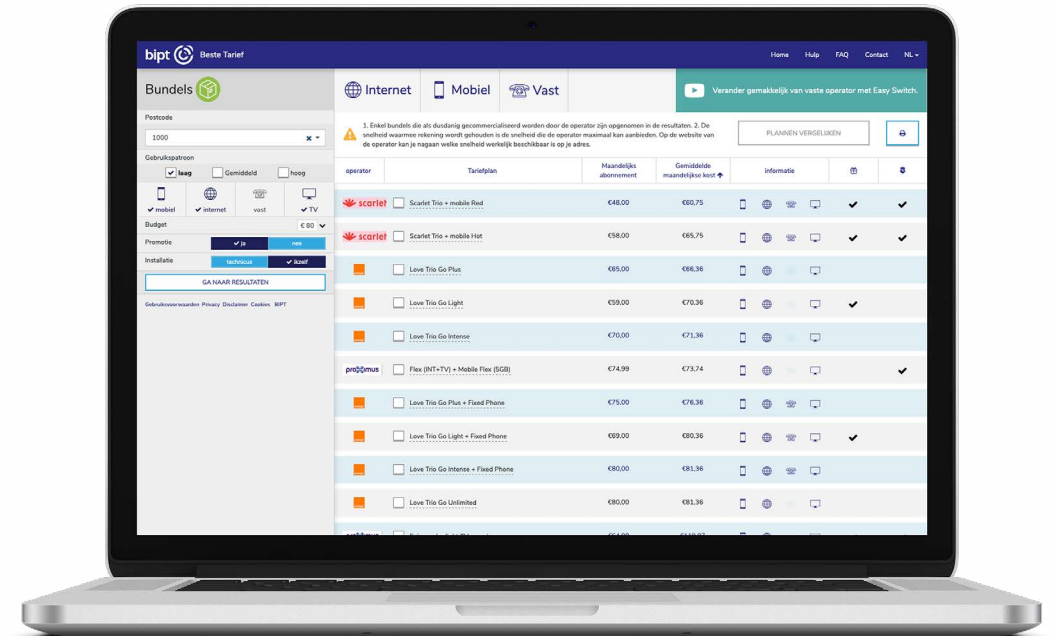 bipt Beste Tarief
Home Hulp FAQ Contact NL
Bundels
Internet Mobiel Vast
Verander gemakkelijk van vaste operator met Easy Switch.
Postcode
1000
Gebruikspatroon
laag Gemiddeld hoog
mobiel internet vast TV
Budget € 80
Promotie ja nee
Installatie technicus ikzelf
GA NAAR RESULTATEN
Gebruiksvoorwaarden Privacy Disclaimer Cookies BIPT
1. Enkel bundels die als dusdanig gecommercialiseerd worden door de operator zijn opgenomen in de resultaten. 2. De
snelheid waarmee rekening wordt gehouden is de snelheid die de operator maximaal kan aanbieden. Op de website van
de operator kan je nagaan welke snelheid werkelijk beschikbaar is op je adres.
PLANNEN VERGELIJKEN
operator Tariefplan Maandelijks abonnement Gemiddelde maandelijkse kost informatie
scarlet Scarlet Trio + mobile Red €48,00 €60,75
scarlet Scarlet Trio + mobile Hot €58,00 €65,75
Love Trio Go Plus €65,00 €66,36
Love Trio Go Light €59,00 €70,36
Love Trio Go Intense €70,00 €71,36
proximus Flex (INT+TV) + Mobile Flex (5GB) €74,99 €73,74
Love Trio Go Plus + Fixed Phone €75,00 €76,36
Love Trio Go Light + Fixed Phone €69,00 €80,36
Love Trio Go Intense + Fixed Phone €80,00 €81,36
Love Trio Go Unlimited €80,00 €81,36